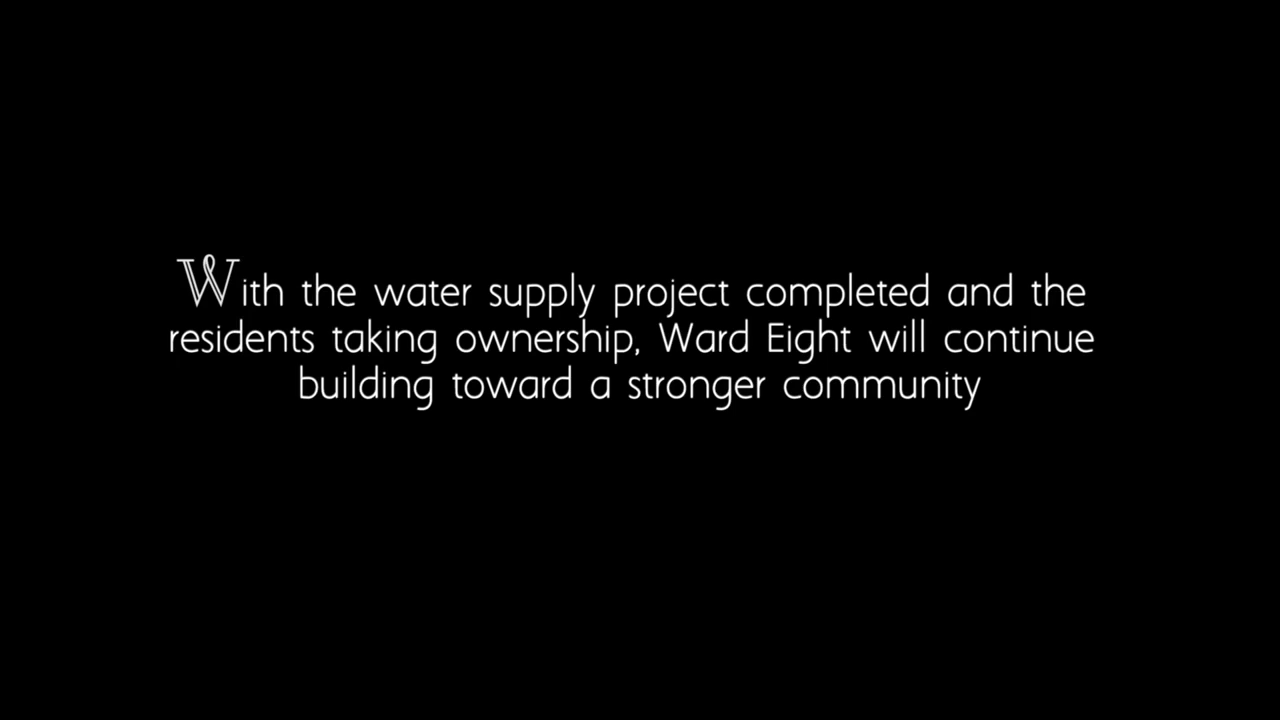 With the water supply project completed and the
residents taking ownership, Ward Eight will continue
building toward a stronger community